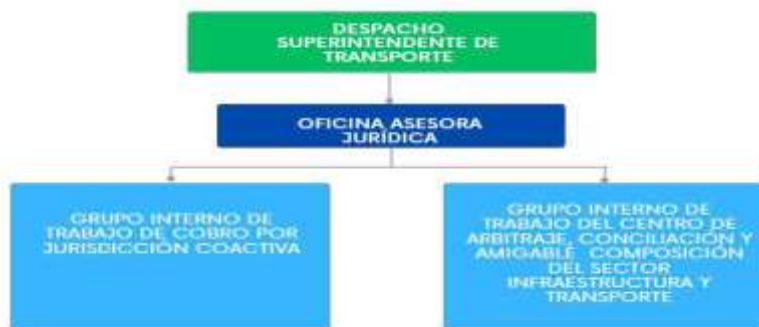 DESPACHO
SUPERINTENDENTE DE
TRANSPORTE
OFICINA ASESORA
JURÍDICA
GRUPO INTERNO DE
TRABAJO DE COBRO POR
JURISDICCIÓN COACTIVA
GRUPO INTERNO DE
TRABAJO DEL CENTRO DE
ARBITRAJE, CONCILIACIÓN Y
AMIGABLE COMPOSICIÓN
DEL SECTOR
INFRAESTRUCTURA Y
TRANSPORTE